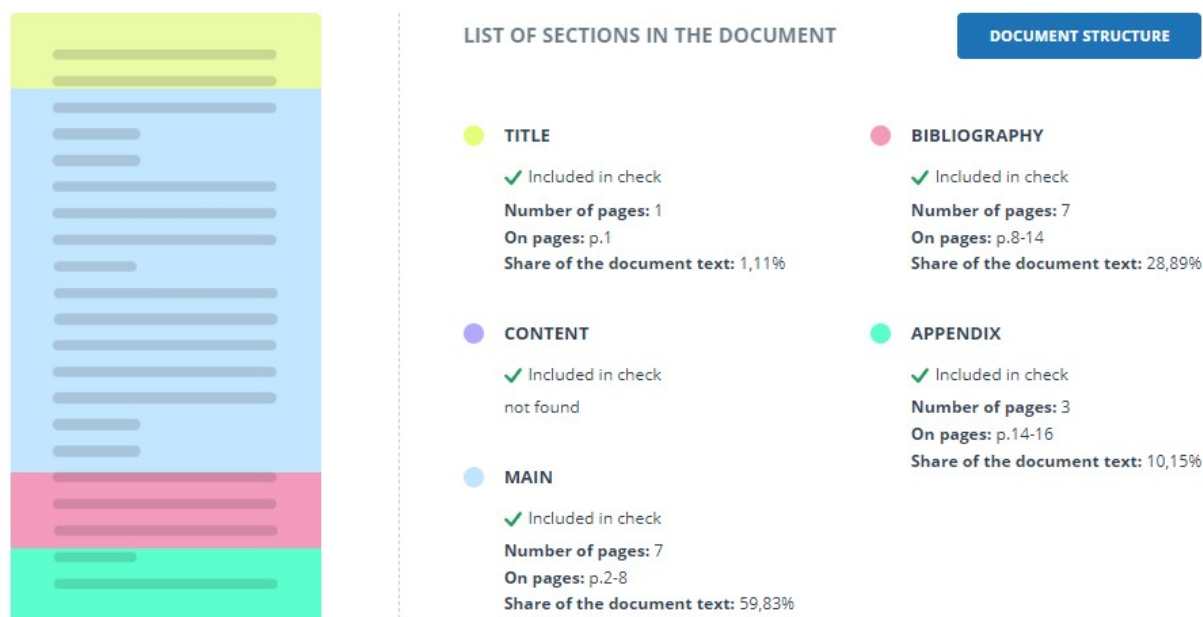 LIST OF SECTIONS IN THE DOCUMENT
DOCUMENT STRUCTURE
TITLE
Included in check
Number of pages: 1
On pages: p.1
Share of the document text: 1,11%
CONTENT
Included in check
not found
MAIN
Included in check
Number of pages: 7
On pages: p.2-8
Share of the document text: 59,83%
BIBLIOGRAPHY
Included in check
Number of pages: 7
On pages: p.8-14
Share of the document text: 28,89%
APPENDIX
Included in check
Number of pages: 3
On pages: p.14-16
Share of the document text: 10,15%